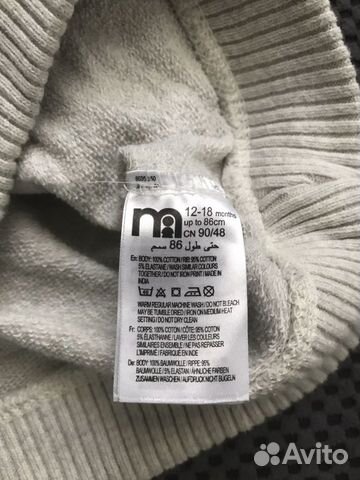 m
12-18 months
up to 86cm
CN 90/48
حتى طول 86 سم
En: BODY: 100% COTTON / RIB: 95% COTTON
5% ELASTANE / WASH SIMILAR COLOURS
TOGETHER / DO NOT IRON PRINT / MADE IN
INDIA
WARM REGULAR MACHINE WASH / DO NOT BLEACH
MAY BE TUMBLE DRIED / IRON ON MEDIUM HEAT
SETTING / DO NOT DRY CLEAN
Fr: CORPS: 100% COTON / CÔTE: 95% COTON
5% ÉLASTHANNE / LAVER LES COULEURS
SIMILAIRES ENSEMBLE / NE PAS REPASSER
L'IMPRIMÉ / FABRIQUÉ EN INDE
De: BODY: 100% BAUMWOLLE / RIPPE: 95%
BAUMWOLLE / 5% ELASTAN / ÄHNLICHE FARBEN
ZUSAMMEN WASCHEN / AUFDRUCK NICHT BÜGELN
Avito